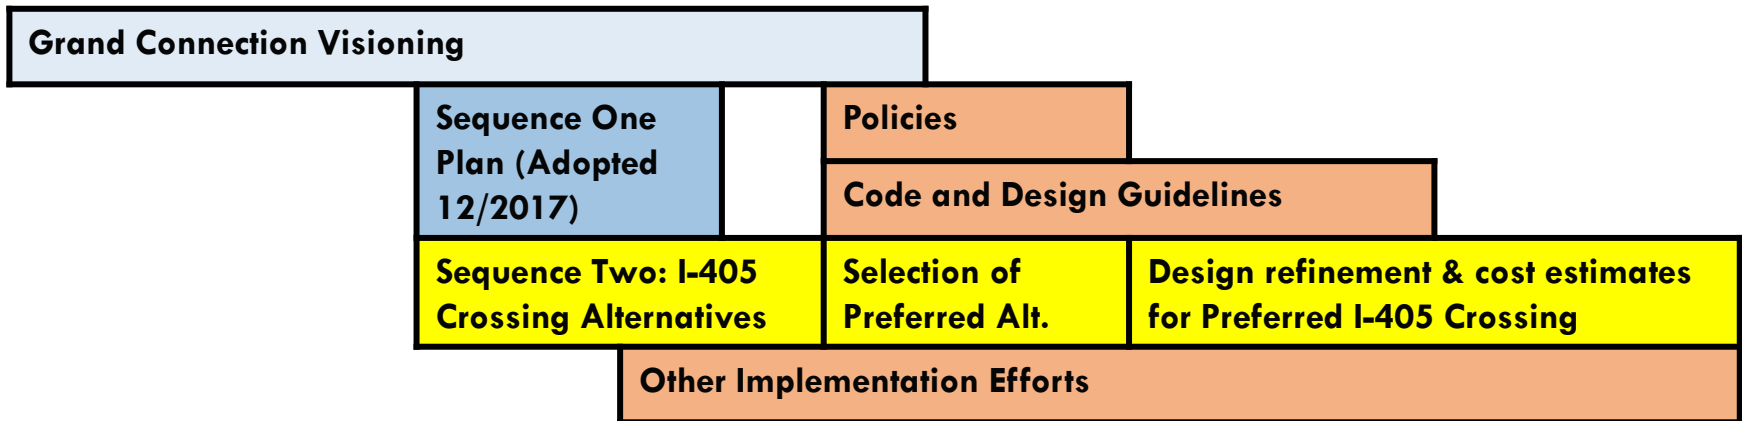 Grand Connection Visioning
Sequence One
Plan (Adopted
12/2017)
Policies
Code and Design Guidelines
Sequence Two: I-405
Crossing Alternatives
Selection of
Preferred Alt.
Design refinement & cost estimates
for Preferred I-405 Crossing
Other Implementation Efforts